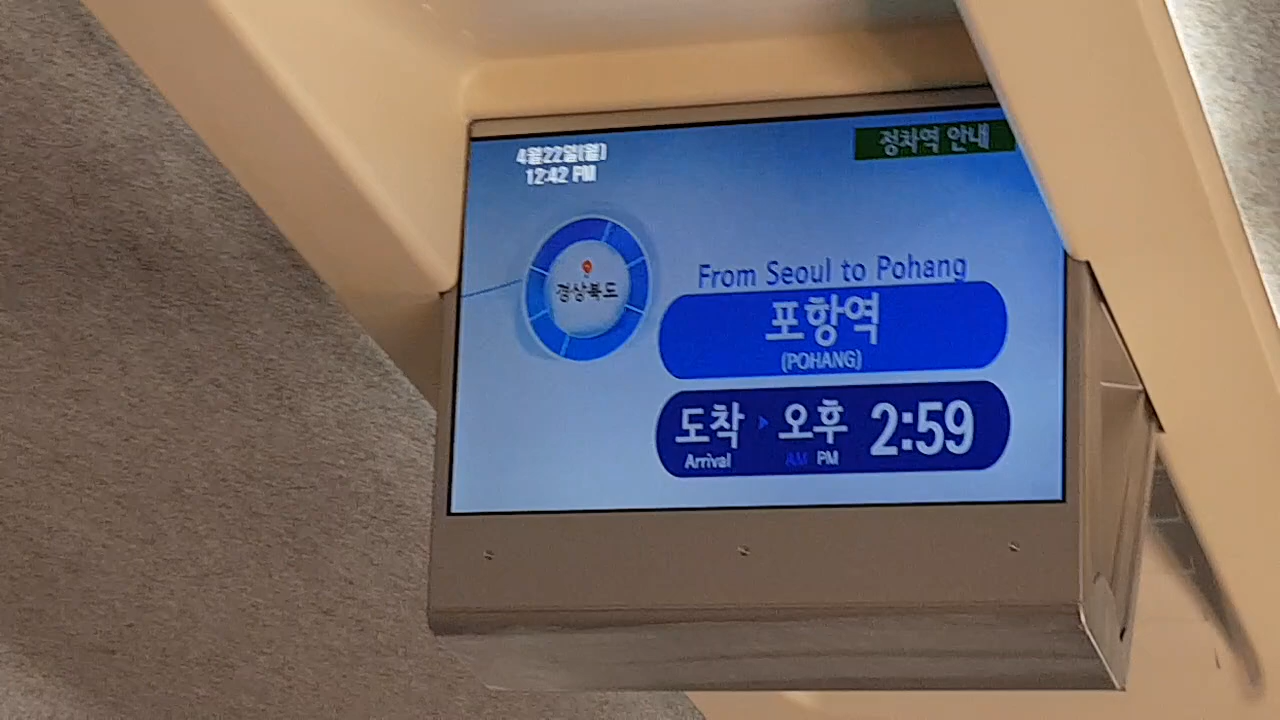 4월22일(월)
12:42 PM
정차역 안내
경상북도
From Seoul to Pohang
포항역
(POHANG)
도착 오후 2:59
Arrival AM PM